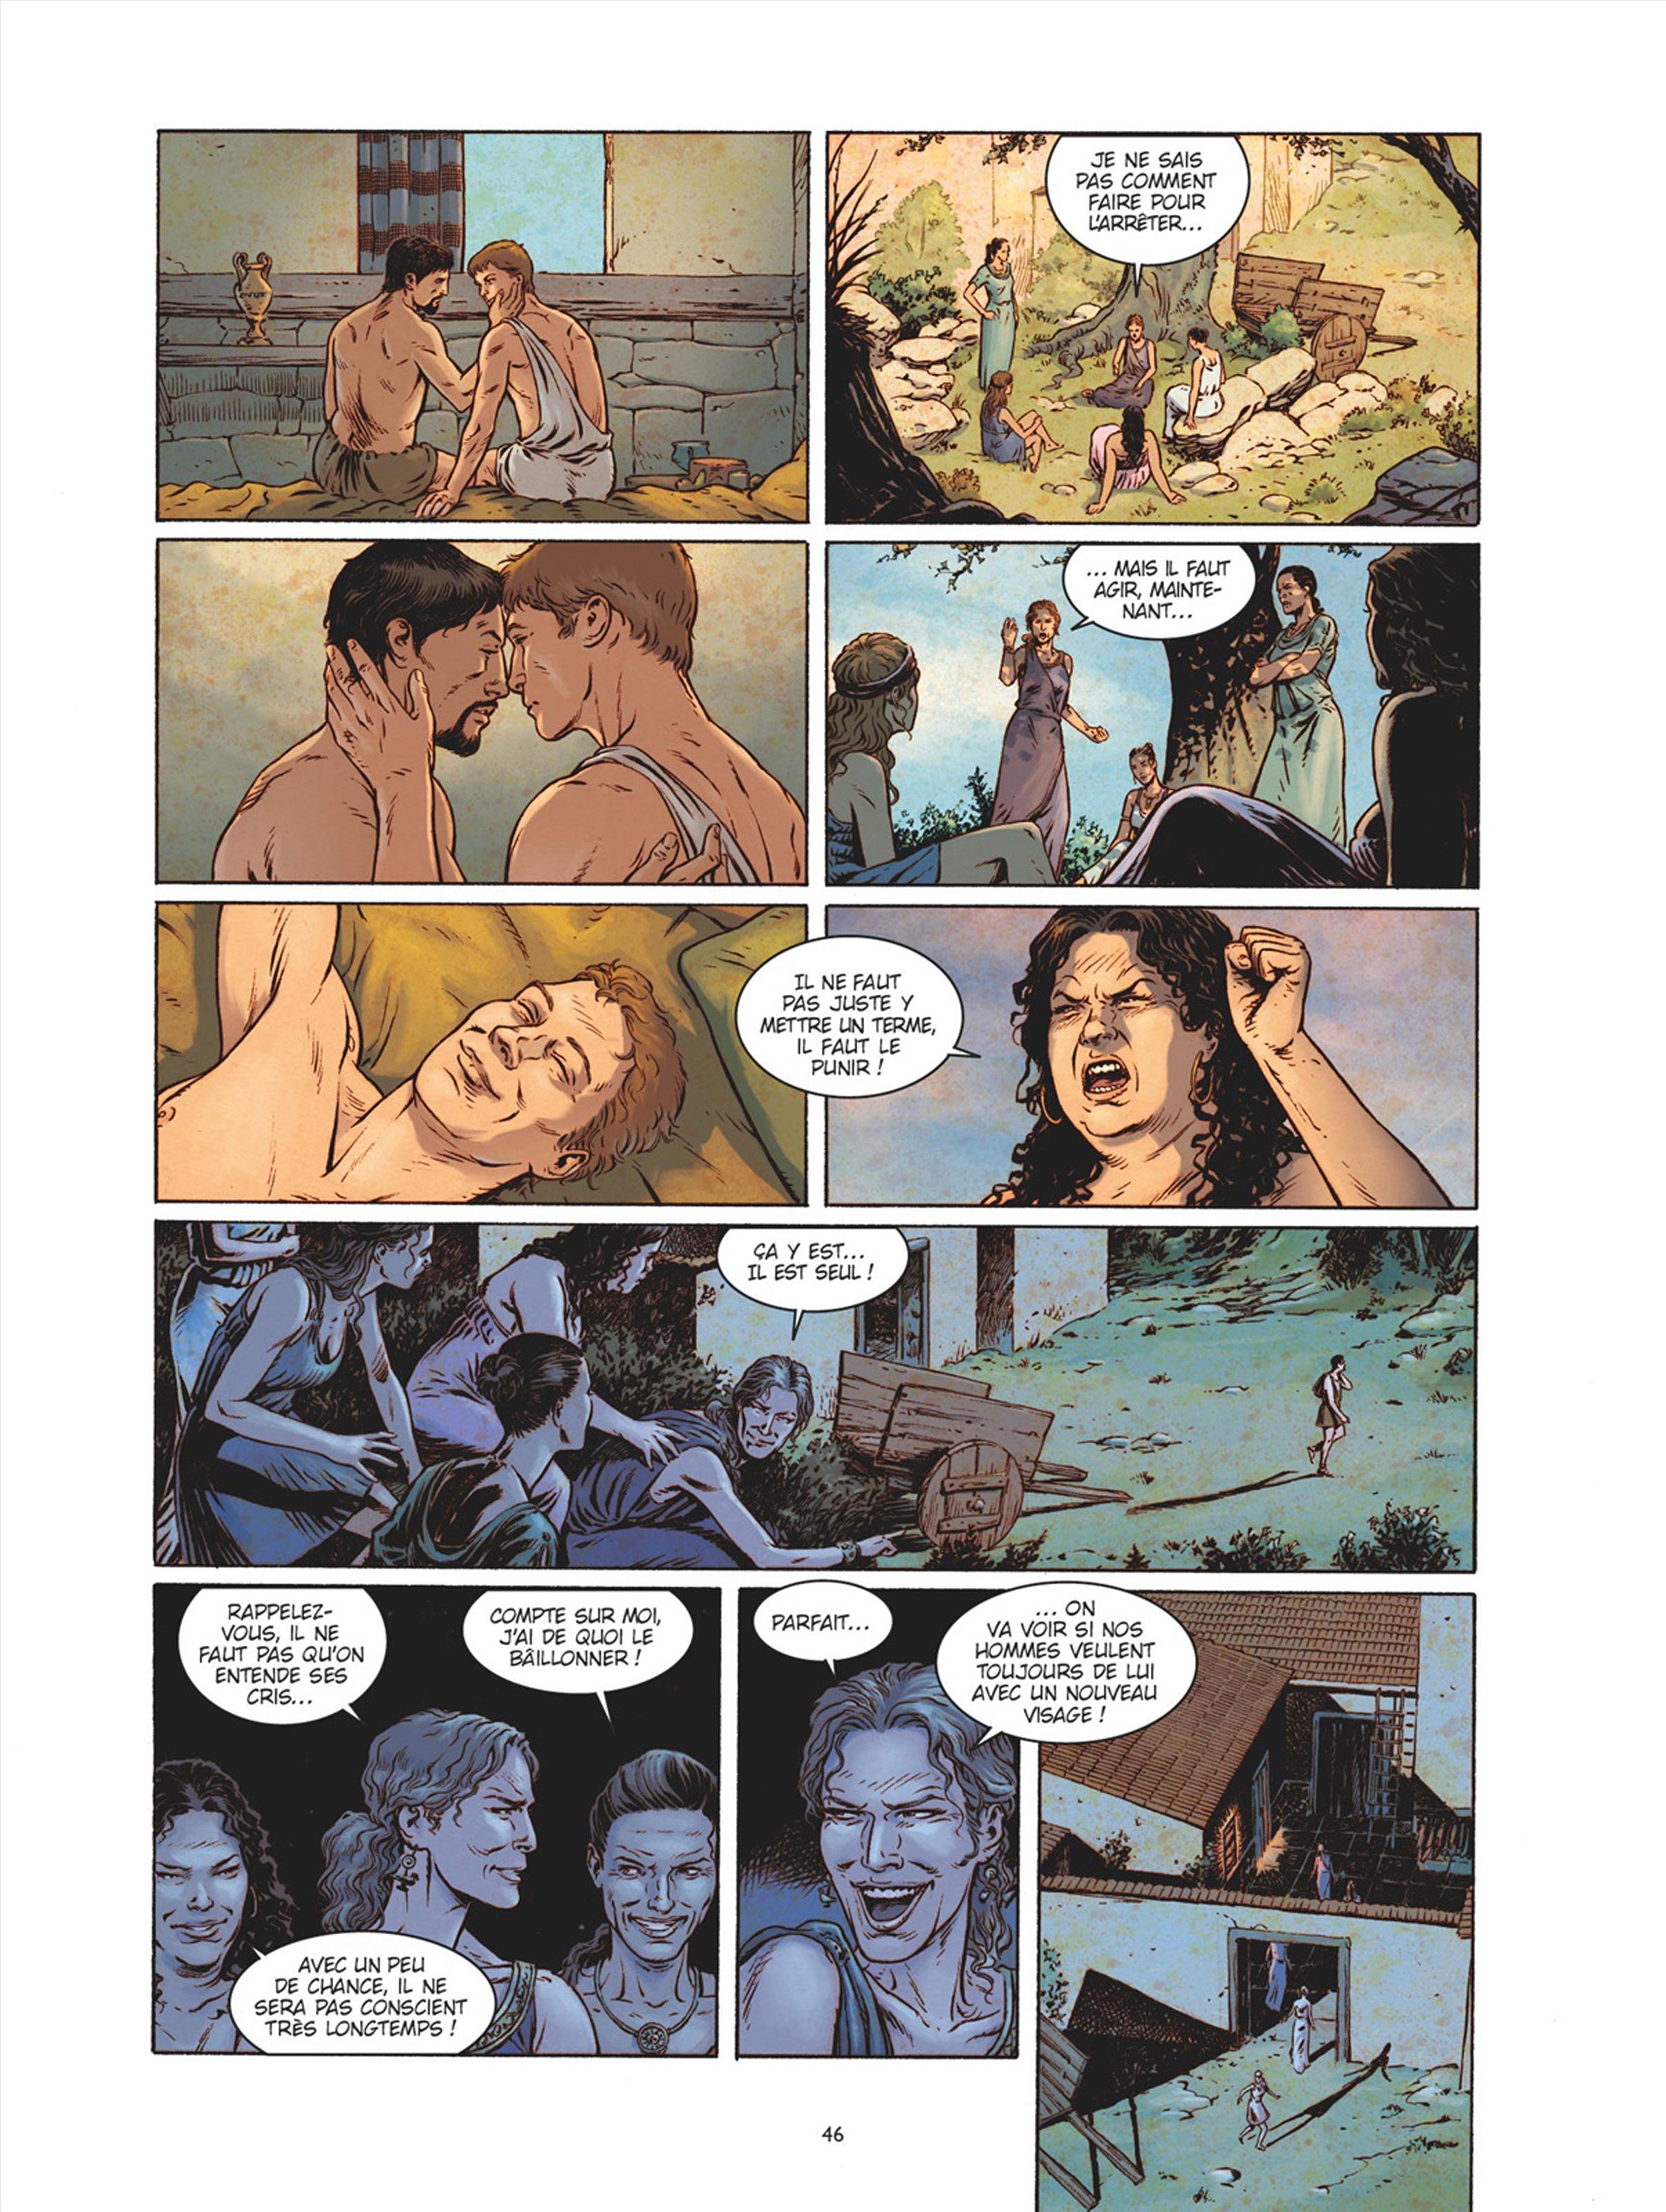 JE NE SAIS
PAS COMMENT
FAIRE POUR
L'ARRÊTER...
... MAIS IL FAUT
AGIR, MAINTE-
NANT...
IL NE FAUT
PAS JUSTE Y
METTRE UN TERME,
IL FAUT LE
PUNIR !
ÇA Y EST...
IL EST SEUL !
RAPPELEZ-
VOUS, IL NE
FAUT PAS QU'ON
ENTENDE SES
CRIS...
COMPTE SUR MOI,
J'AI DE QUOI LE
BÂILLONNER !
AVEC UN PEU
DE CHANCE, IL NE
SERA PAS CONSCIENT
TRÈS LONGTEMPS !
PARFAIT...
... ON
VA VOIR SI NOS
HOMMES VEULENT
TOUJOURS DE LUI
AVEC UN NOUVEAU
VISAGE !
46